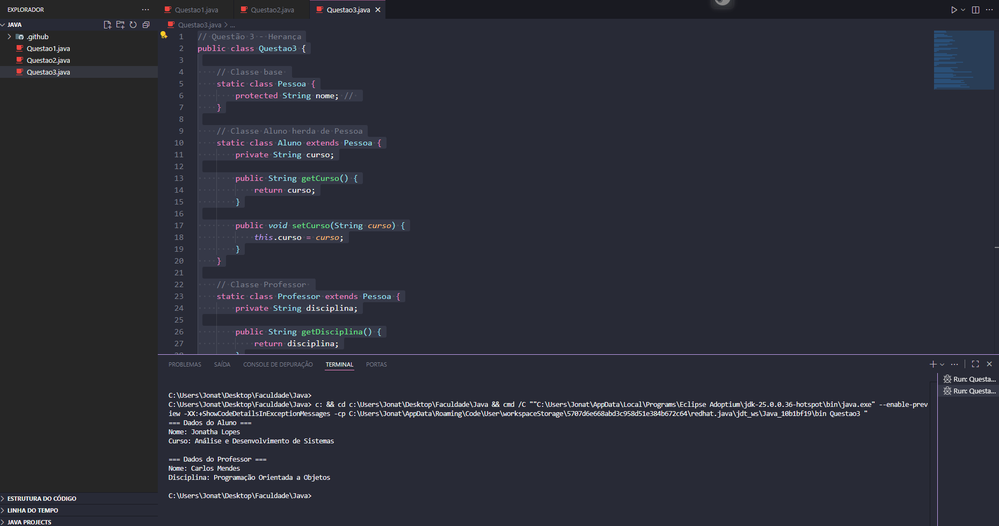 EXPLORADOR
JAVA
.github
Questao1.java
Questao2.java
Questao3.java
ESTRUTURA DO CÓDIGO
LINHA DO TEMPO
JAVA PROJECTS
Questao1.java
Questao2.java
Questao3.java
Questao3.java > ...
1 // Questão 3 - Herança
2 public class Questao3 {
3
4 // Classe base
5 static class Pessoa {
6 protected String nome; //
7 }
8
9 // Classe Aluno herda de Pessoa
10 static class Aluno extends Pessoa {
11 private String curso;
12
13 public String getCurso() {
14 return curso;
15 }
16
17 public void setCurso(String curso) {
18 this.curso = curso;
19 }
20 }
21
22 // Classe Professor
23 static class Professor extends Pessoa {
24 private String disciplina;
25
26 public String getDisciplina() {
27 return disciplina;
28 }
PROBLEMAS SAÍDA CONSOLE DE DEPURAÇÃO TERMINAL PORTAS
C:\Users\Jonat\Desktop\Faculdade\Java>
C:\Users\Jonat\Desktop\Faculdade\Java> c: && cd c:\Users\Jonat\Desktop\Faculdade\Java && cmd /C ""C:\Users\Jonat\AppData\Local\Programs\Eclipse Adoptium\jdk-25.0.0.36-hotspot\bin\java.exe" --enable-prev
iew -XX:+ShowCodeDetailsInExceptionMessages -cp C:\Users\Jonat\AppData\Roaming\Code\User\workspaceStorage\5707d6e668abd3c958d51e384b672c64\redhat.java\jdt_ws\Java_10b1bf19\bin Questao3 "
=== Dados do Aluno ===
Nome: Jonatha Lopes
Curso: Análise e Desenvolvimento de Sistemas
=== Dados do Professor ===
Nome: Carlos Mendes
Disciplina: Programação Orientada a Objetos
C:\Users\Jonat\Desktop\Faculdade\Java>
Run: Questa...
Run: Questa...